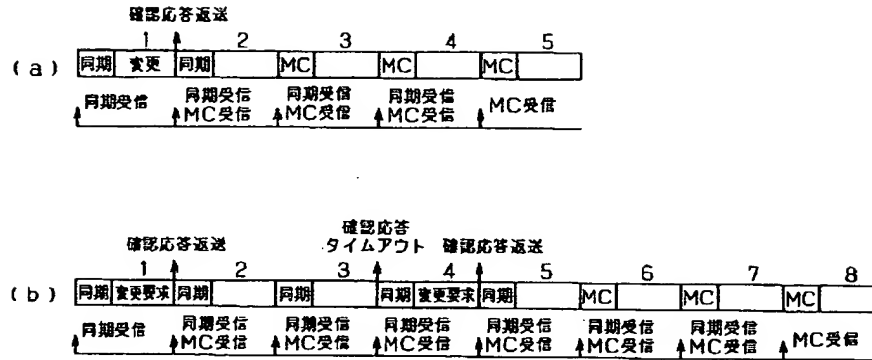 確認応答返送
1 2 3 4 5
(a) 同期 変更 同期 MC MC MC
同期受信 同期受信 同期受信 同期受信 MC受信
MC受信 MC受信 MC受信
確認応答
確認応答返送 タイムアウト 確認応答返送
1 2 3 4 5 6 7 8
(b) 同期 変更要求 同期 同期 同期 変更要求 同期 MC MC MC
同期受信 同期受信 同期受信 同期受信 同期受信 同期受信 同期受信 MC受信
MC受信 MC受信 MC受信 MC受信 MC受信 MC受信